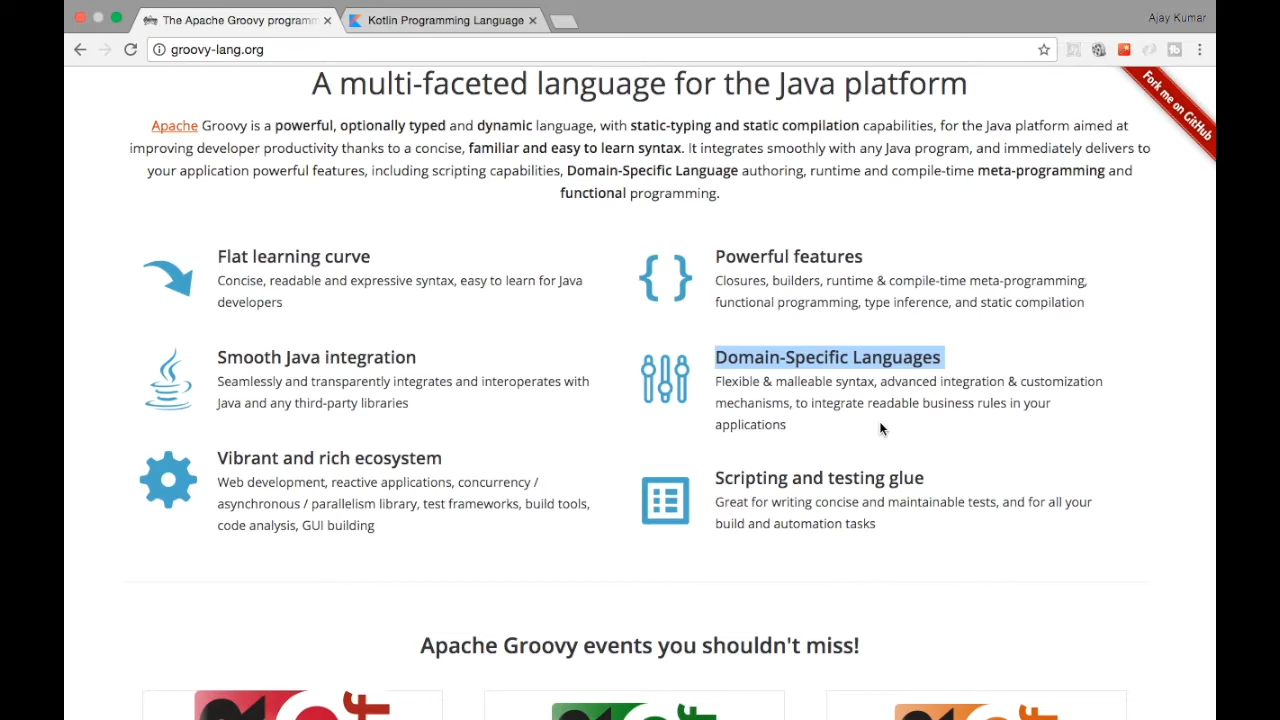 The Apache Groovy programm
Kotlin Programming Language
Ajay Kumar
groovy-lang.org
A multi-faceted language for the Java platform
Fork me on GitHub
Apache Groovy is a powerful, optionally typed and dynamic language, with static-typing and static compilation capabilities, for the Java platform aimed at
improving developer productivity thanks to a concise, familiar and easy to learn syntax. It integrates smoothly with any Java program, and immediately delivers to
your application powerful features, including scripting capabilities, Domain-Specific Language authoring, runtime and compile-time meta-programming and
functional programming.
Flat learning curve
Concise, readable and expressive syntax, easy to learn for Java
developers
Powerful features
Closures, builders, runtime & compile-time meta-programming,
functional programming, type inference, and static compilation
Smooth Java integration
Seamlessly and transparently integrates and interoperates with
Java and any third-party libraries
Domain-Specific Languages
Flexible & malleable syntax, advanced integration & customization
mechanisms, to integrate readable business rules in your
applications
Vibrant and rich ecosystem
Web development, reactive applications, concurrency /
asynchronous / parallelism library, test frameworks, build tools,
code analysis, GUI building
Scripting and testing glue
Great for writing concise and maintainable tests, and for all your
build and automation tasks
Apache Groovy events you shouldn't miss!